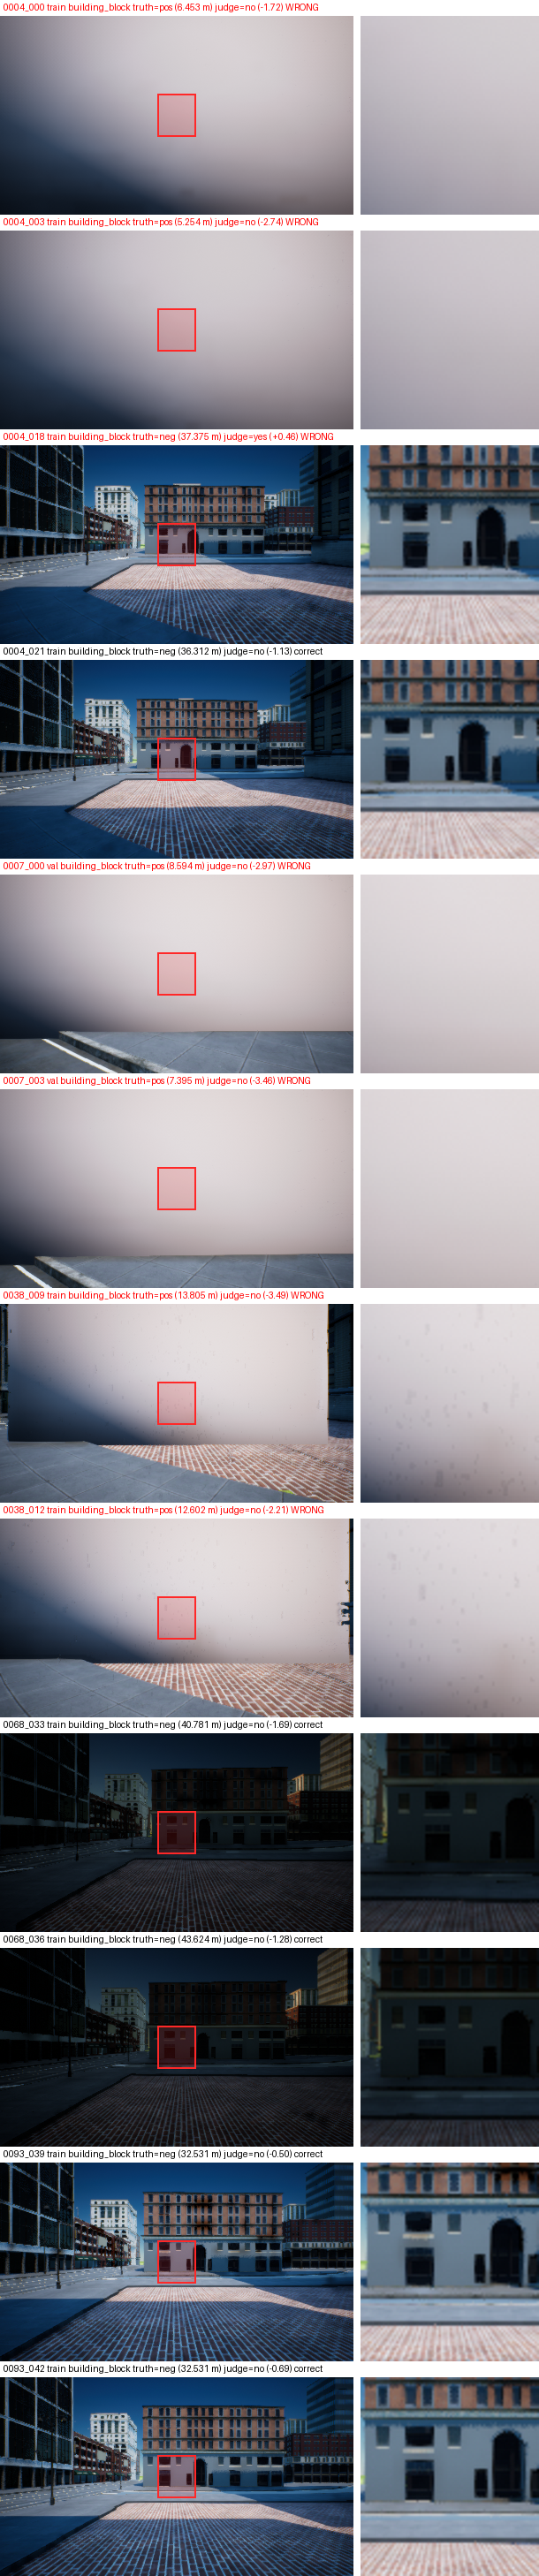 0004_000 train building_block truth=pos (6.453 m) judge=no (-1.72) WRONG
0004_003 train building_block truth=pos (5.254 m) judge=no (-2.74) WRONG
0004_018 train building_block truth=neg (37.375 m) judge=yes (+0.46) WRONG
0004_021 train building_block truth=neg (36.312 m) judge=no (-1.13) correct
0007_000 val building_block truth=pos (8.594 m) judge=no (-2.97) WRONG
0007_003 val building_block truth=pos (7.395 m) judge=no (-3.46) WRONG
0038_009 train building_block truth=pos (13.805 m) judge=no (-3.49) WRONG
0038_012 train building_block truth=pos (12.602 m) judge=no (-2.21) WRONG
0068_033 train building_block truth=neg (40.781 m) judge=no (-1.69) correct
0068_036 train building_block truth=neg (43.624 m) judge=no (-1.28) correct
0093_039 train building_block truth=neg (32.531 m) judge=no (-0.50) correct
0093_042 train building_block truth=neg (32.531 m) judge=no (-0.69) correct